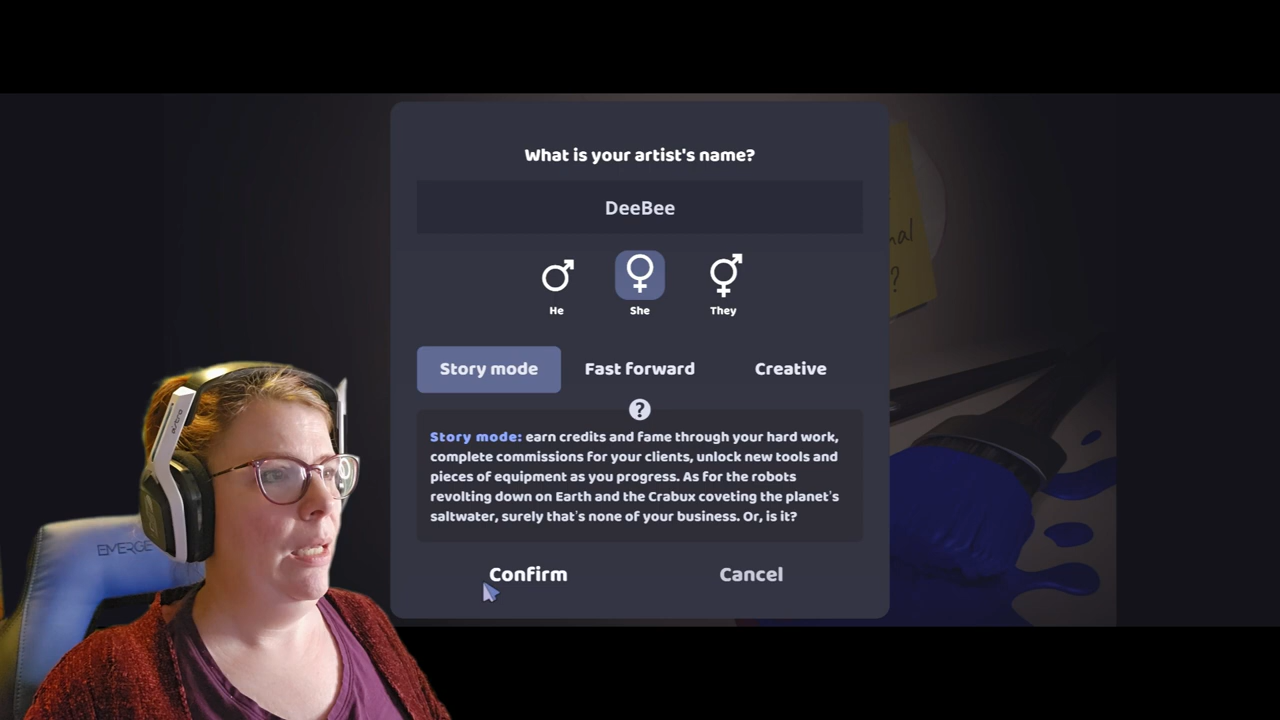 What is your artist's name?
DeeBee
nal
?
He
She
They
Story mode
Fast forward
Creative
?
Story mode: earn credits and fame through your hard work,
complete commissions for your clients, unlock new tools and
pieces of equipment as you progress. As for the robots
revolting down on Earth and the Crabux coveting the planet's
saltwater, surely that's none of your business. Or, is it?
Confirm
Cancel
ASTRO
EMERGE